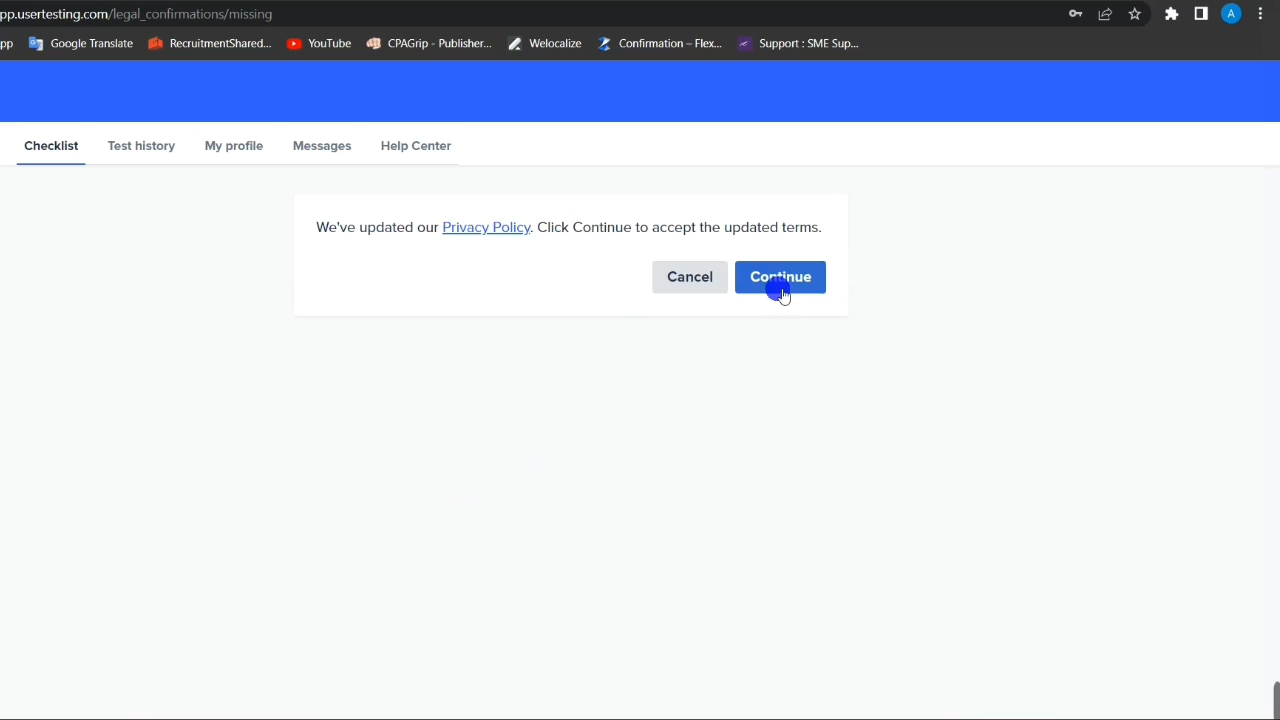 pp.usertesting.com/legal_confirmations/missing
A
pp Google Translate RecruitmentShared... YouTube CPAGrip - Publisher... Welocalize Confirmation – Flex... Support : SME Sup...
Checklist Test history My profile Messages Help Center
We've updated our Privacy Policy. Click Continue to accept the updated terms.
Cancel Continue